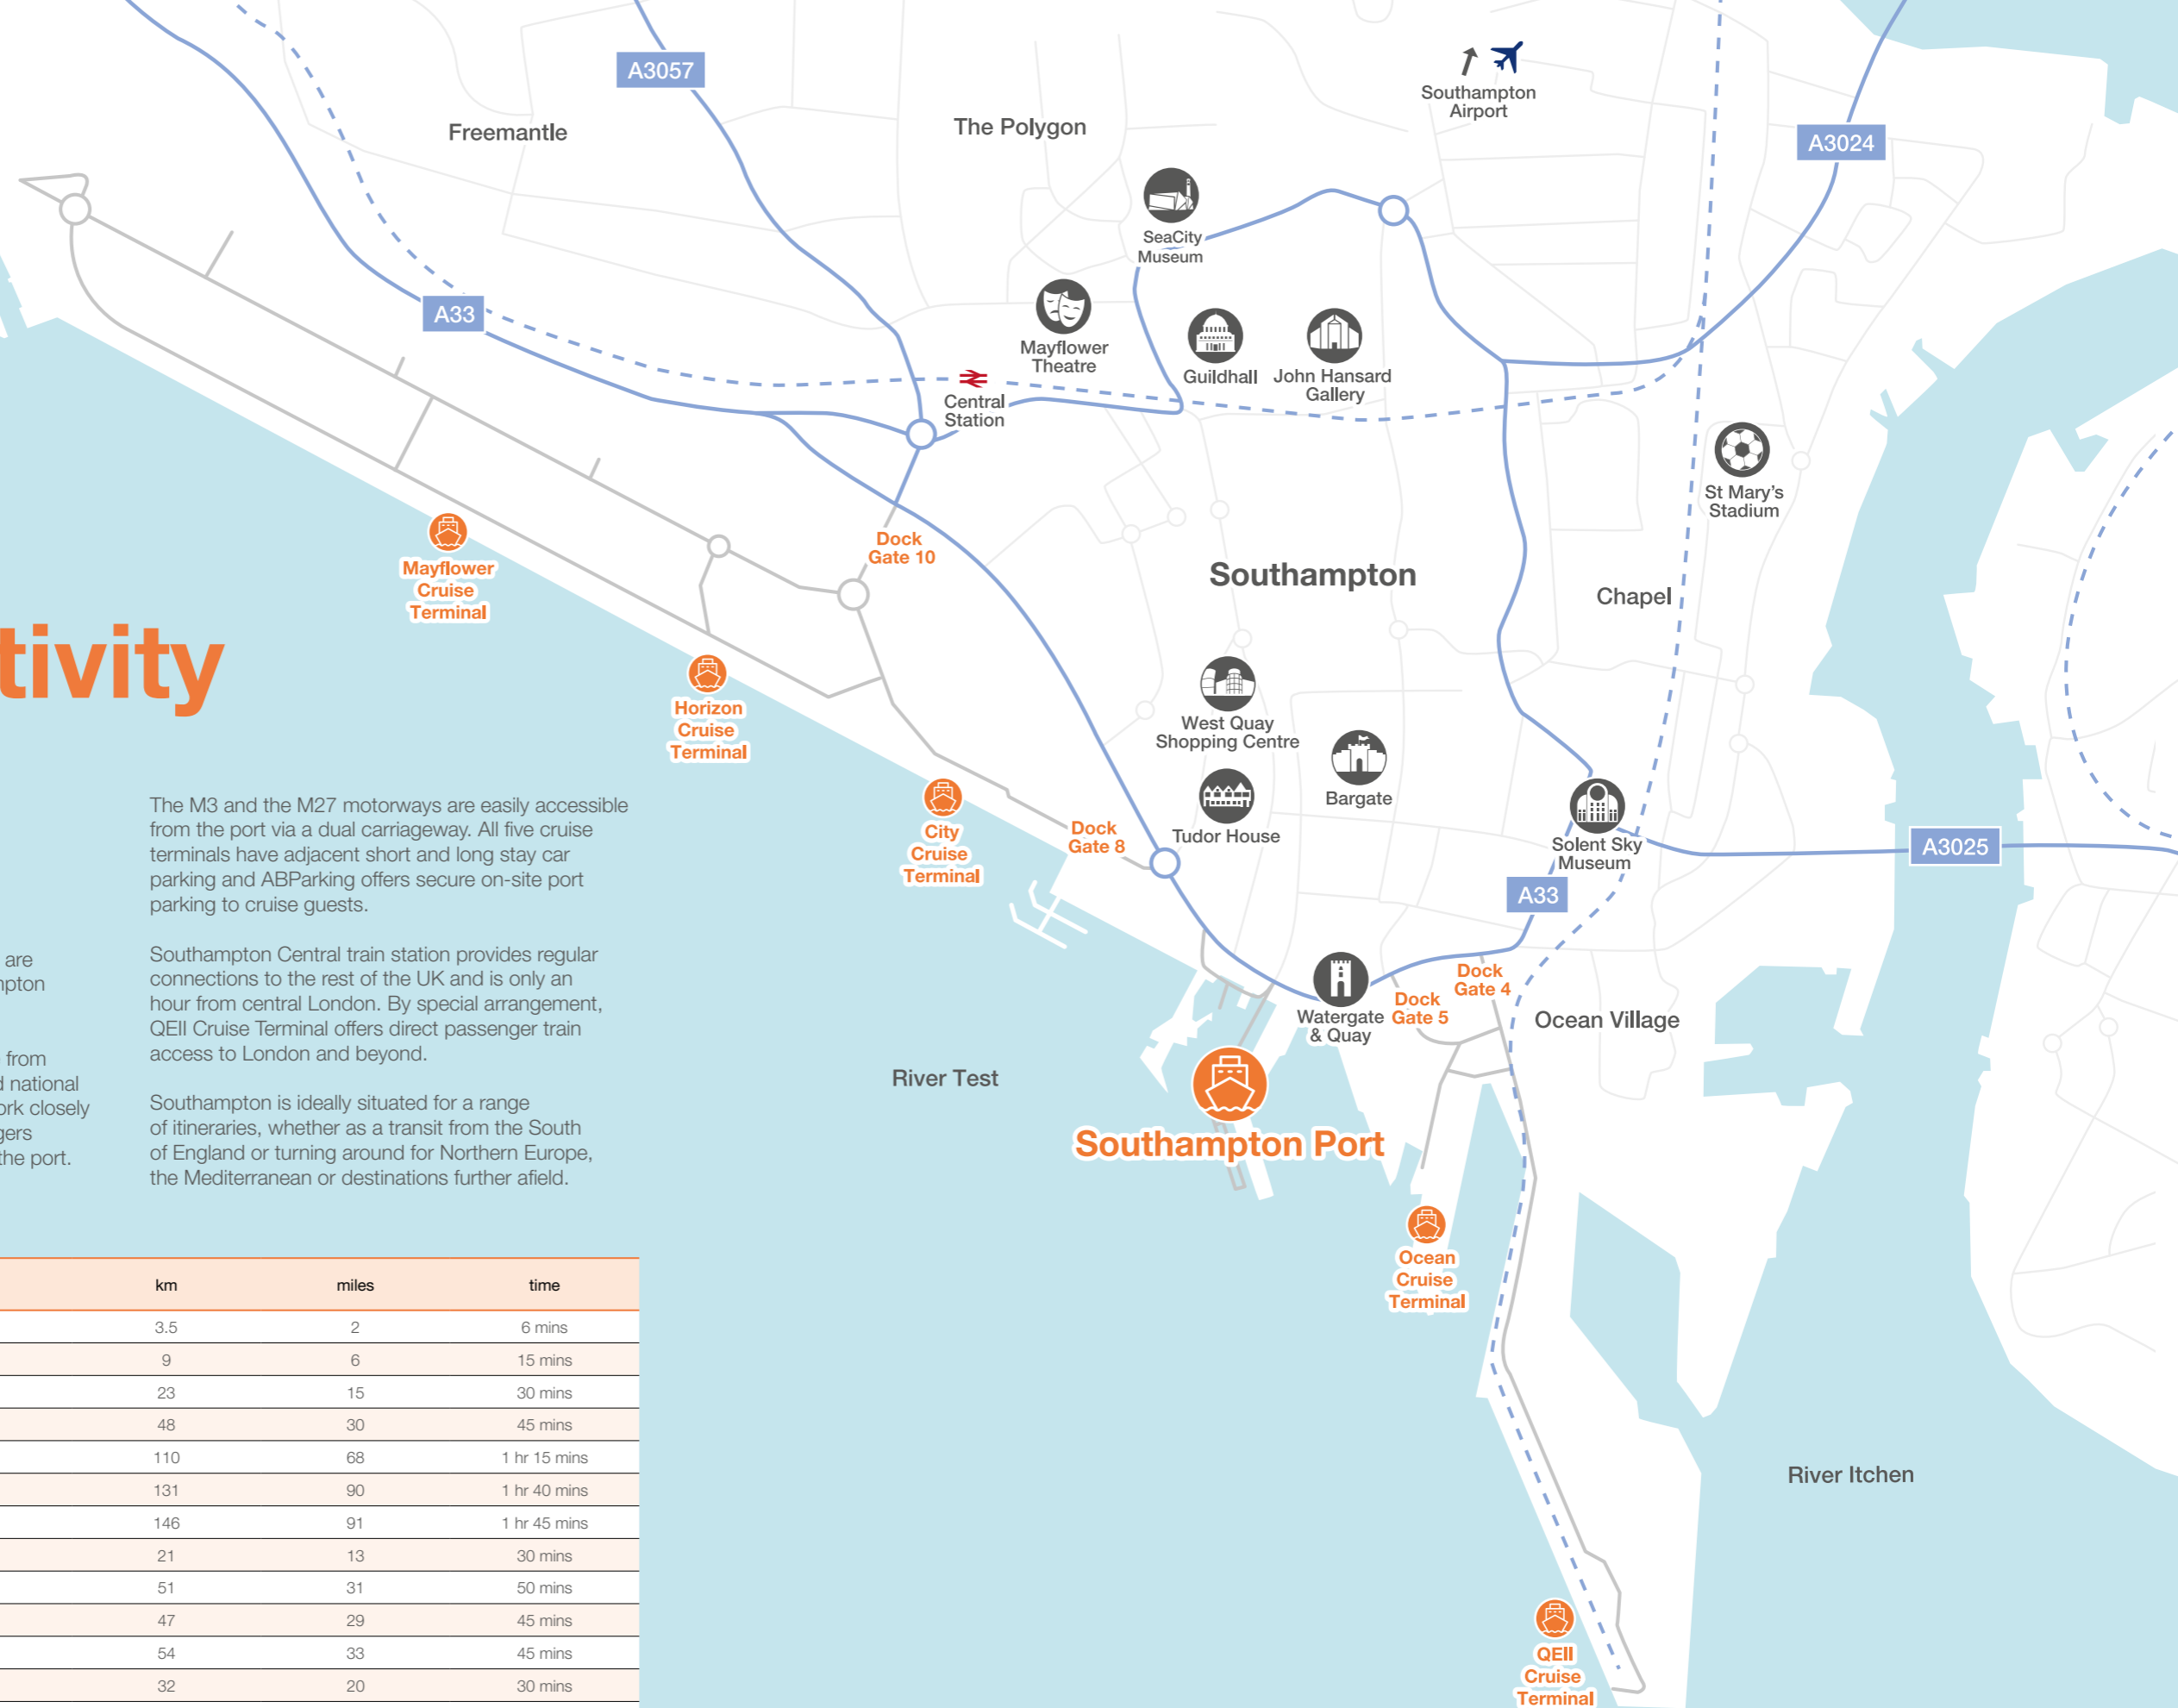 A3057
Freemantle
The Polygon
Southampton
Airport
A3024
SeaCity
Museum
A33
Mayflower
Theatre
Guildhall
John Hansard
Gallery
Central
Station
St Mary's
Stadium
Dock
Gate 10
Mayflower
Cruise
Terminal
Southampton
Chapel
tivity
Horizon
Cruise
Terminal
West Quay
Shopping Centre
Bargate
City
Cruise
Terminal
Dock
Gate 8
Tudor House
Solent Sky
Museum
A3025
A33
The M3 and the M27 motorways are easily accessible
from the port via a dual carriageway. All five cruise
terminals have adjacent short and long stay car
parking and ABParking offers secure on-site port
parking to cruise guests.
are
mpton
from
d national
ork closely
gers
the port.
Southampton Central train station provides regular
connections to the rest of the UK and is only an
hour from central London. By special arrangement,
QEII Cruise Terminal offers direct passenger train
access to London and beyond.
Southampton is ideally situated for a range
of itineraries, whether as a transit from the South
of England or turning around for Northern Europe,
the Mediterranean or destinations further afield.
Watergate
& Quay
Dock
Gate 5
Dock
Gate 4
Ocean Village
River Test
Southampton Port
Ocean
Cruise
Terminal
River Itchen
QEII
Cruise
Terminal
km miles time
3.5 2 6 mins
9 6 15 mins
23 15 30 mins
48 30 45 mins
110 68 1 hr 15 mins
131 90 1 hr 40 mins
146 91 1 hr 45 mins
21 13 30 mins
51 31 50 mins
47 29 45 mins
54 33 45 mins
32 20 30 mins